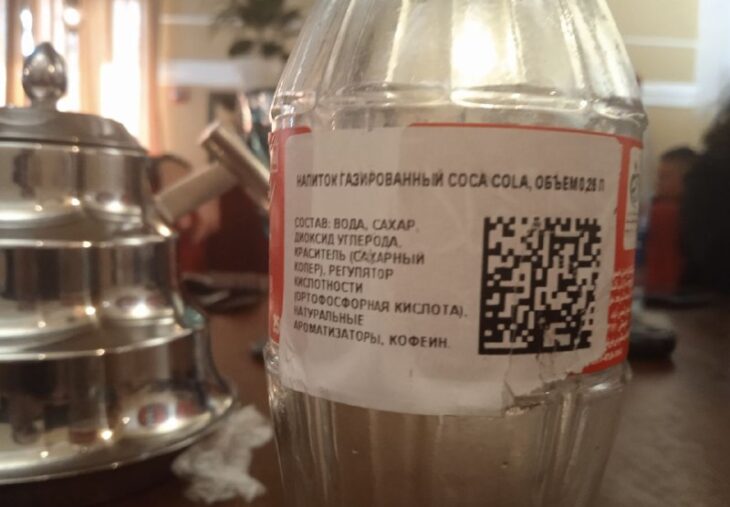 НАПИТОК ГАЗИРОВАННЫЙ COCA COLA, ОБЪЕМ 0,25 Л
СОСТАВ: ВОДА, САХАР,
ДИОКСИД УГЛЕРОДА,
КРАСИТЕЛЬ (САХАРНЫЙ
КОЛЕР), РЕГУЛЯТОР
КИСЛОТНОСТИ
(ОРТОФОСФОРНАЯ КИСЛОТА),
НАТУРАЛЬНЫЕ
АРОМАТИЗАТОРЫ, КОФЕИН.